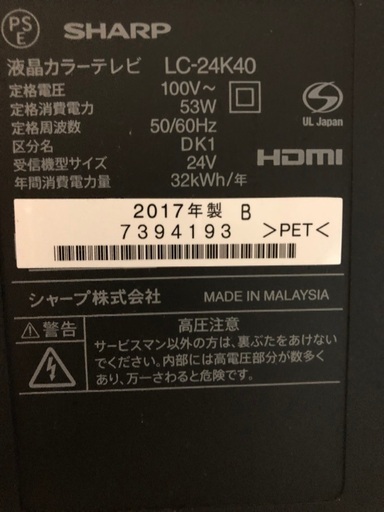 PS
E
SHARP
液晶カラーテレビ LC-24K40
定格電圧 100V~
定格消費電力 53W
定格周波数 50/60Hz
区分名 DK1
受信機型サイズ 24V
年間消費電力量 32kWh/年
UL Japan
HDMI
2017年製 B
7394193 >PET<
シャープ株式会社 MADE IN MALAYSIA
⚠警告 高圧注意
サービスマン以外の方は、裏ぶたをあけない
でください。内部には高電圧部分が数多く
あり、万一さわると危険です。